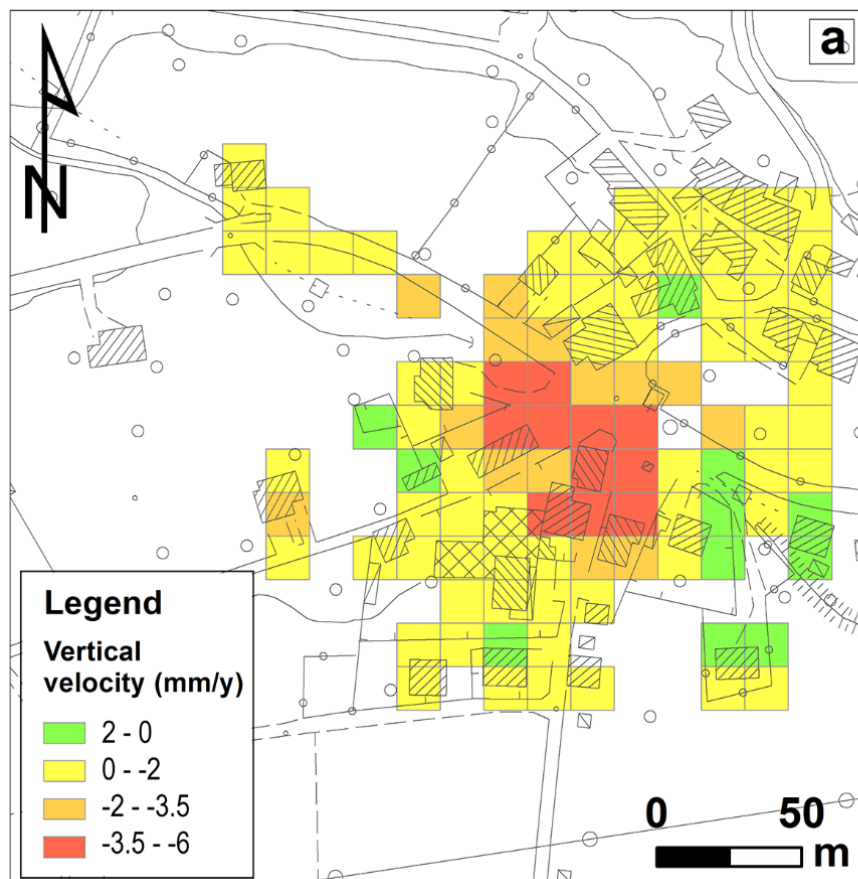 a
N
Legend
Vertical
velocity (mm/y)
2 - 0
0 - -2
-2 - -3.5
-3.5 - -6
0 50
m